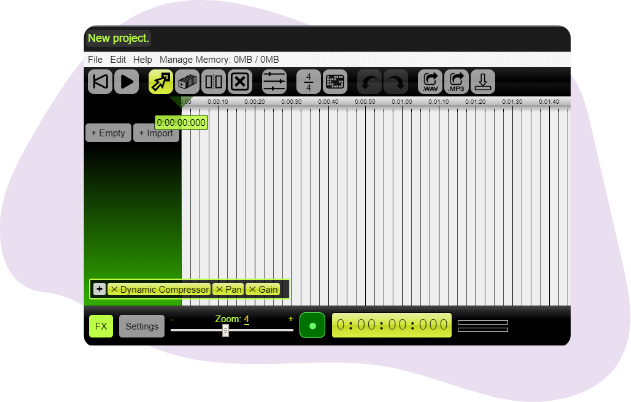 New project.
File Edit Help Manage Memory: 0MB / 0MB
4
4
.WAV .MP3
:00 0:00:10 0:00:20 0:00:30 0:00:40 0:00:50 0:01:00 0:01:10 0:01:20 0:01:30 0:01:40
0:00:00:000
+ Empty + Import
+ × Dynamic Compressor × Pan × Gain
FX Settings - Zoom: 4 + 0:00:00:000